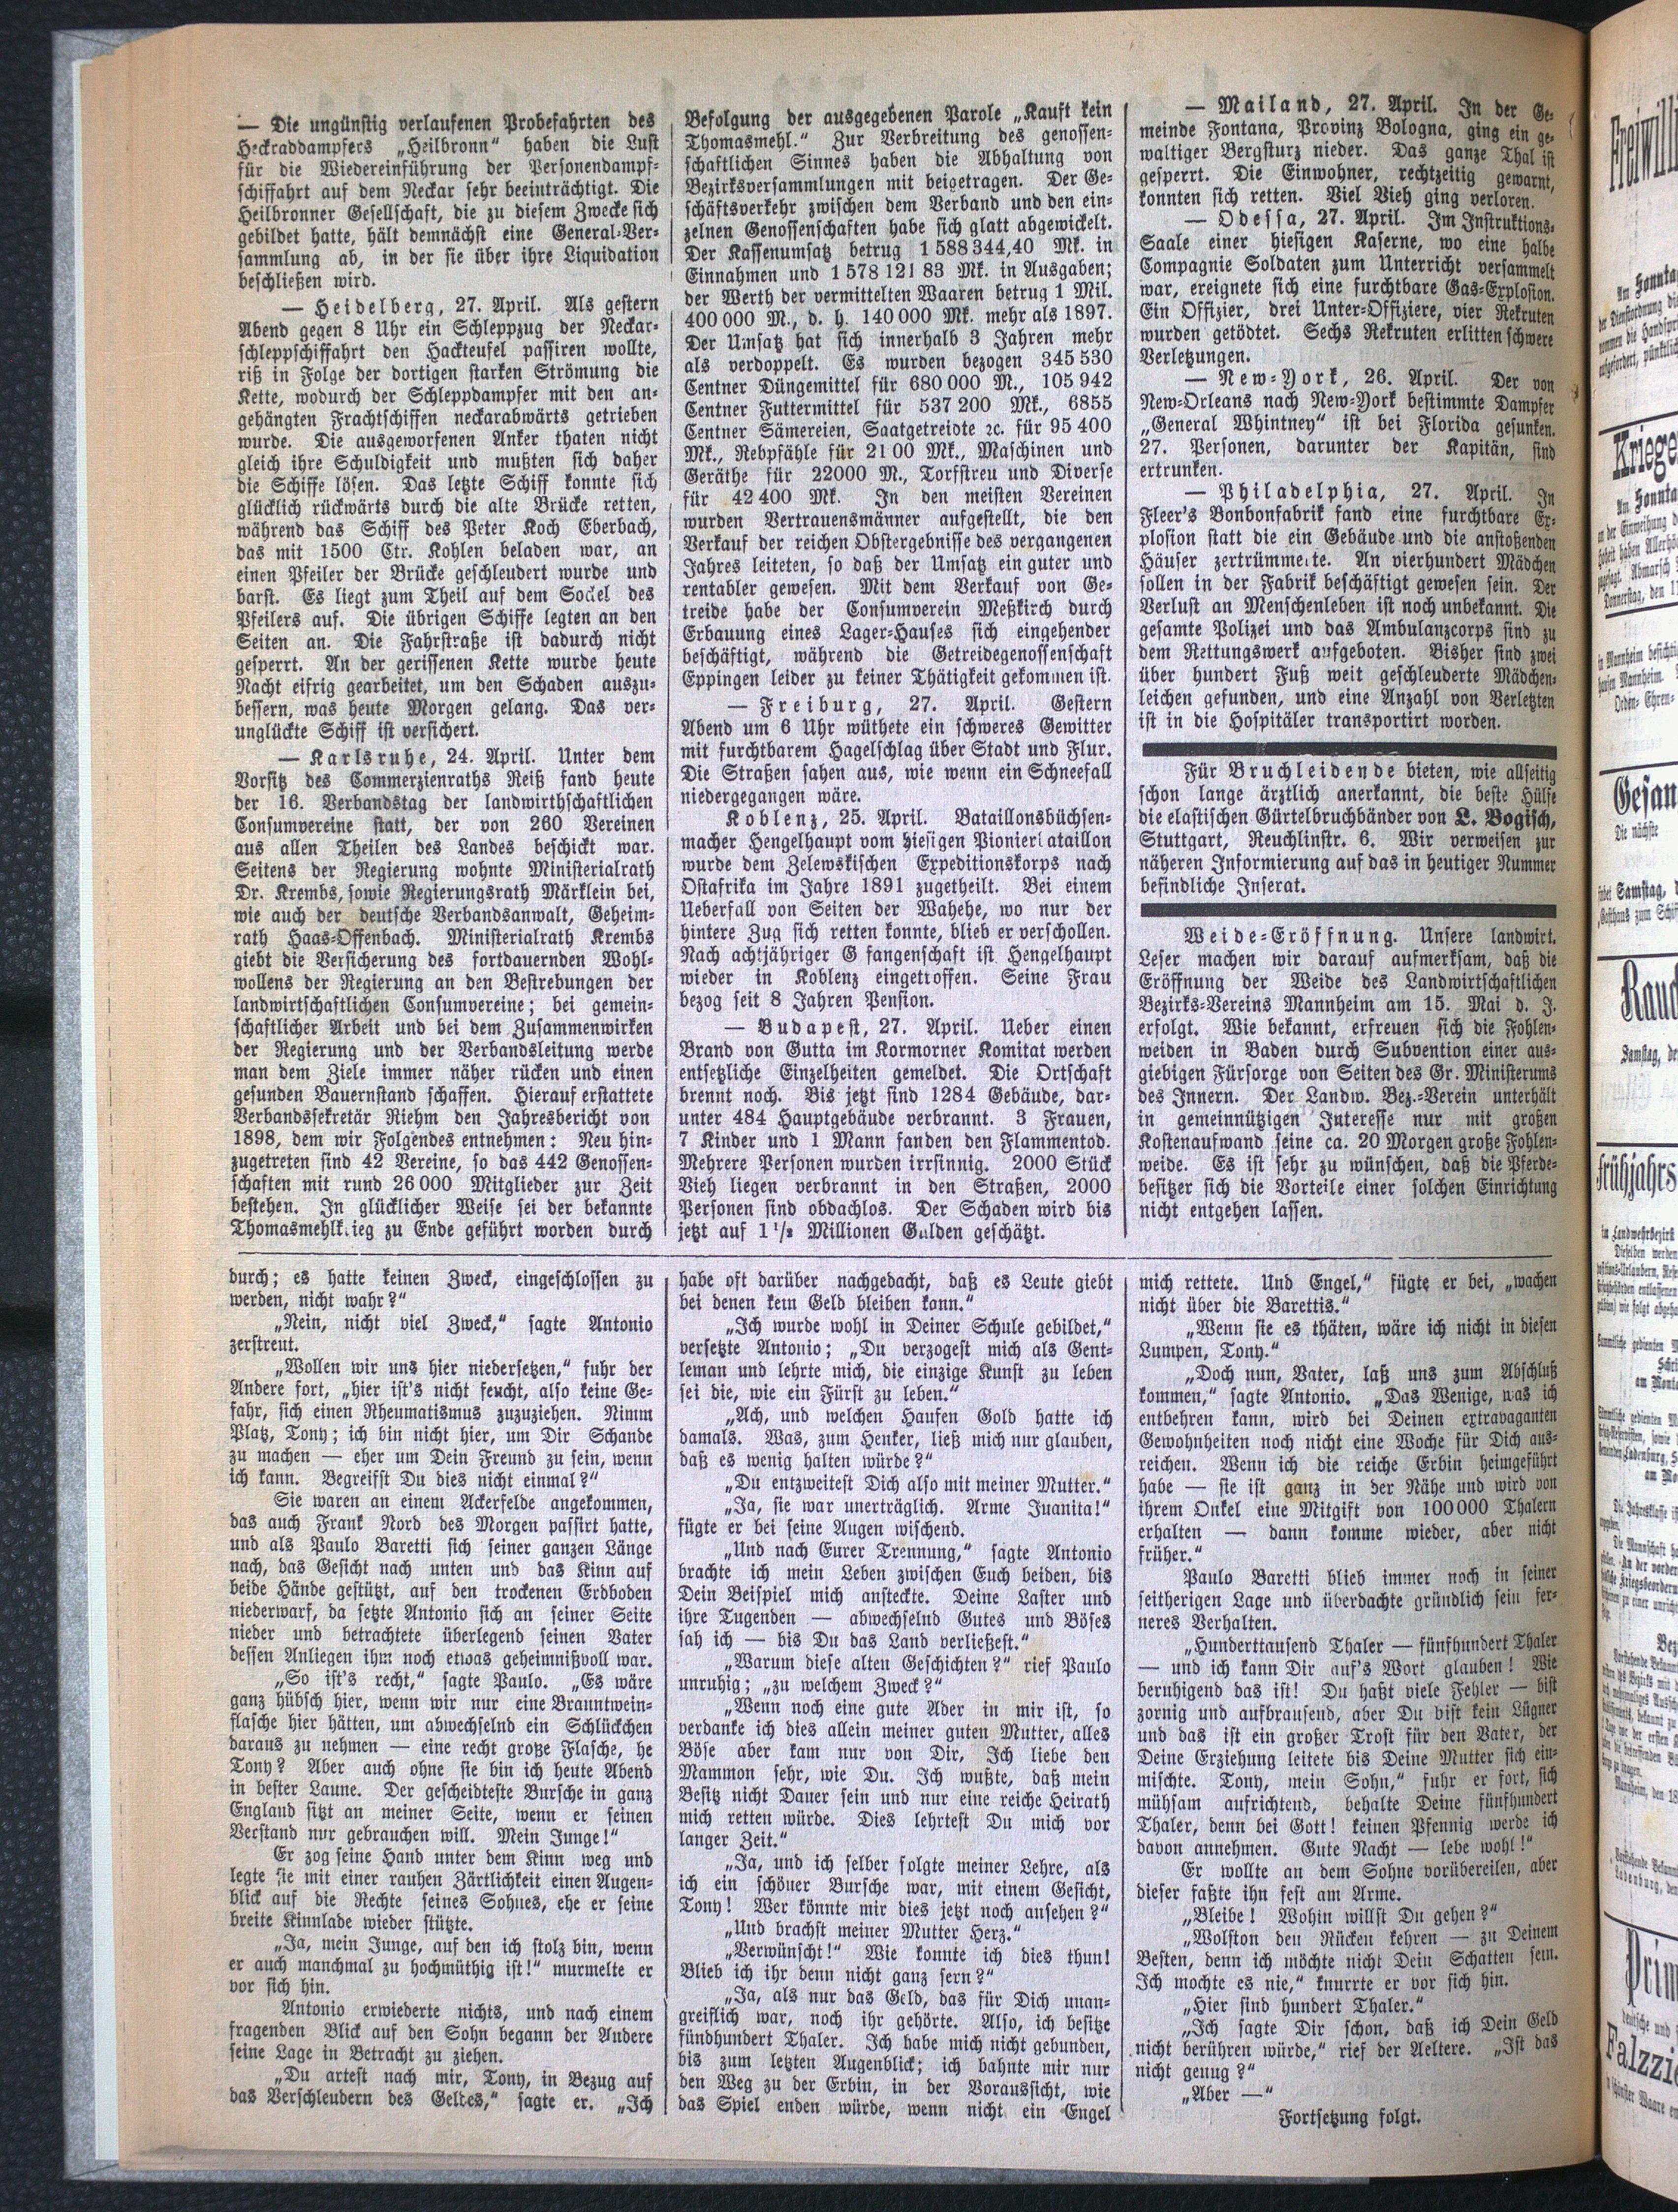 — Die ungünstig verlaufenen Probefahrten des
Heckraddampfers „Heilbronn“ haben die Lust
für die Wiedereinführung der Personendampf-
schiffahrt auf dem Neckar sehr beeinträchtigt. Die
Heilbronner Gesellschaft, die zu diesem Zwecke sich
gebildet hatte, hält demnächst eine General-Ver-
sammlung ab, in der sie über ihre Liquidation
beschließen wird.
— Heidelberg, 27. April. Als gestern
Abend gegen 8 Uhr ein Schleppzug der Neckar-
schleppschiffahrt den Hackteufel passiren wollte,
riß in Folge der dortigen starken Strömung die
Kette, wodurch der Schleppdampfer mit den an-
gehängten Frachtschiffen neckarabwärts getrieben
wurde. Die ausgeworfenen Anker thaten nicht
gleich ihre Schuldigkeit und mußten sich daher
die Schiffe lösen. Das letzte Schiff konnte sich
glücklich rückwärts durch die alte Brücke retten,
während das Schiff des Peter Koch Eberbach,
das mit 1500 Ctr. Kohlen beladen war, an
einen Pfeiler der Brücke geschleudert wurde und
barst. Es liegt zum Theil auf dem Sockel des
Pfeilers auf. Die übrigen Schiffe legten an den
Seiten an. Die Fahrstraße ist dadurch nicht
gesperrt. An der gerissenen Kette wurde heute
Nacht eifrig gearbeitet, um den Schaden auszu-
bessern, was heute Morgen gelang. Das ver-
unglückte Schiff ist versichert.
— Karlsruhe, 24. April. Unter dem
Vorsitz des Commerzienraths Reiß fand heute
der 16. Verbandstag der landwirthschaftlichen
Consumvereine statt, der von 260 Vereinen
aus allen Theilen des Landes beschickt war.
Seitens der Regierung wohnte Ministerialrath
Dr. Krembs, sowie Regierungsrath Märklein bei,
wie auch der deutsche Verbandsanwalt, Geheim-
rath Haas-Offenbach. Ministerialrath Krembs
giebt die Versicherung des fortdauernden Wohl-
wollens der Regierung an den Bestrebungen der
landwirtschaftlichen Consumvereine; bei gemein-
schaftlicher Arbeit und bei dem Zusammenwirken
der Regierung und der Verbandsleitung werde
man dem Ziele immer näher rücken und einen
gesunden Bauernstand schaffen. Hierauf erstattete
Verbandssekretär Riehm den Jahresbericht von
1898, dem wir Folgendes entnehmen: Neu hin-
zugetreten sind 42 Vereine, so das 442 Genossen-
schaften mit rund 26 000 Mitglieder zur Zeit
bestehen. In glücklicher Weise sei der bekannte
Thomasmehlkrieg zu Ende geführt worden durch
Befolgung der ausgegebenen Parole „Kauft kein
Thomasmehl.“ Zur Verbreitung des genossen-
schaftlichen Sinnes haben die Abhaltung von
Bezirksversammlungen mit beigetragen. Der Ge-
schäftsverkehr zwischen dem Verband und den ein-
zelnen Genossenschaften habe sich glatt abgewickelt.
Der Kassenumsatz betrug 1 588 344,40 Mk. in
Einnahmen und 1 578 121 83 Mk. in Ausgaben;
der Werth der vermittelten Waaren betrug 1 Mil.
400 000 M., d. h. 140 000 Mk. mehr als 1897.
Der Umsatz hat sich innerhalb 3 Jahren mehr
als verdoppelt. Es wurden bezogen 345 530
Centner Düngemittel für 680 000 M., 105 942
Centner Futtermittel für 537 200 Mk., 6855
Centner Sämereien, Saatgetreidte ꝛc. für 95 400
Mk., Rebpfähle für 21 00 Mk., Maschinen und
Geräthe für 22000 M., Torfstreu und Diverse
für 42 400 Mk. In den meisten Vereinen
wurden Vertrauensmänner aufgestellt, die den
Verkauf der reichen Obstergebnisse des vergangenen
Jahres leiteten, so daß der Umsatz ein guter und
rentabler gewesen. Mit dem Verkauf von Ge-
treide habe der Consumverein Meßkirch durch
Erbauung eines Lager-Hauses sich eingehender
beschäftigt, während die Getreidegenossenschaft
Eppingen leider zu keiner Thätigkeit gekommen ist.
— Freiburg, 27. April. Gestern
Abend um 6 Uhr wüthete ein schweres Gewitter
mit furchtbarem Hagelschlag über Stadt und Flur.
Die Straßen sahen aus, wie wenn ein Schneefall
niedergegangen wäre.
Koblenz, 25. April. Bataillonsbüchsen-
macher Hengelhaupt vom hiesigen Pionierl ataillon
wurde dem Zelewskischen Expeditionskorps nach
Ostafrika im Jahre 1891 zugetheilt. Bei einem
Ueberfall von Seiten der Wahehe, wo nur der
hintere Zug sich retten konnte, blieb er verschollen.
Nach achtjähriger G fangenschaft ist Hengelhaupt
wieder in Koblenz eingetroffen. Seine Frau
bezog seit 8 Jahren Pension.
— Budapest, 27. April. Ueber einen
Brand von Gutta im Kormorner Komitat werden
entsetzliche Einzelheiten gemeldet. Die Ortschaft
brennt noch. Bis jetzt sind 1284 Gebäude, dar-
unter 484 Hauptgebäude verbrannt. 3 Frauen,
7 Kinder und 1 Mann fanden den Flammentod.
Mehrere Personen wurden irrsinnig. 2000 Stück
Vieh liegen verbrannt in den Straßen, 2000
Personen sind obdachlos. Der Schaden wird bis
jetzt auf 1 1/2 Millionen Gulden geschätzt.
— Mailand, 27. April. In der Ge-
meinde Fontana, Provinz Bologna, ging ein ge-
waltiger Bergsturz nieder. Das ganze Thal ist
gesperrt. Die Einwohner, rechtzeitig gewarnt,
konnten sich retten. Viel Vieh ging verloren.
— Odessa, 27. April. Im Instruktions-
Saale einer hiesigen Kaserne, wo eine halbe
Compagnie Soldaten zum Unterricht versammelt
war, ereignete sich eine furchtbare Gas-Explosion.
Ein Offizier, drei Unter-Offiziere, vier Rekruten
wurden getödtet. Sechs Rekruten erlitten schwere
Verletzungen.
— New-York, 26. April. Der von
New-Orleans nach New-York bestimmte Dampfer
„General Whintney“ ist bei Florida gesunken.
27. Personen, darunter der Kapitän, sind
ertrunken.
— Philadelphia, 27. April. In
Fleer's Bonbonfabrik fand eine furchtbare Ex-
plosion statt die ein Gebäude und die anstoßenden
Häuser zertrümmerte. An vierhundert Mädchen
sollen in der Fabrik beschäftigt gewesen sein. Der
Verlust an Menschenleben ist noch unbekannt. Die
gesamte Polizei und das Ambulanzcorps sind zu
dem Rettungswerk aufgeboten. Bisher sind zwei
über hundert Fuß weit geschleuderte Mädchen-
leichen gefunden, und eine Anzahl von Verletzten
ist in die Hospitäler transportirt worden.
Für Bruchleidende bieten, wie allseitig
schon lange ärztlich anerkannt, die beste Hülfe
die elastischen Gürtelbruchbänder von L. Bogisch,
Stuttgart, Reuchlinstr. 6. Wir verweisen zur
näheren Informierung auf das in heutiger Nummer
befindliche Inserat.
Weide-Eröffnung. Unsere landwirt.
Leser machen wir darauf aufmerksam, daß die
Eröffnung der Weide des Landwirtschaftlichen
Bezirks-Vereins Mannheim am 15. Mai d. J.
erfolgt. Wie bekannt, erfreuen sich die Fohlen-
weiden in Baden durch Subvention einer aus-
giebigen Fürsorge von Seiten des Gr. Ministerums
des Innern. Der Landw. Bez.-Verein unterhält
in gemeinnützigen Interesse nur mit großen
Kostenaufwand seine ca. 20 Morgen große Fohlen-
weide. Es ist sehr zu wünschen, daß die Pferde-
besitzer sich die Vorteile einer solchen Einrichtung
nicht entgehen lassen.
durch; es hatte keinen Zweck, eingeschlossen zu
werden, nicht wahr?“
„Nein, nicht viel Zweck,“ sagte Antonio
zerstreut.
„Wollen wir uns hier niedersetzen,“ fuhr der
Andere fort, „hier ist's nicht feucht, also keine Ge-
fahr, sich einen Rheumatismus zuzuziehen. Nimm
Platz, Tony; ich bin nicht hier, um Dir Schande
zu machen — eher um Dein Freund zu sein, wenn
ich kann. Begreifst Du dies nicht einmal?“
Sie waren an einem Ackerfelde angekommen,
das auch Frank Nord des Morgen passirt hatte,
und als Paulo Baretti sich seiner ganzen Länge
nach, das Gesicht nach unten und das Kinn auf
beide Hände gestützt, auf den trockenen Erdboden
niederwarf, da setzte Antonio sich an seiner Seite
nieder und betrachtete überlegend seinen Vater
dessen Anliegen ihm noch etwas geheimnißvoll war.
„So ist's recht,“ sagte Paulo. „Es wäre
ganz hübsch hier, wenn wir nur eine Brauntwein-
flasche hier hätten, um abwechselnd ein Schlückchen
daraus zu nehmen — eine recht große Flasche, he
Tony? Aber auch ohne sie bin ich heute Abend
in bester Laune. Der gescheidteste Bursche in ganz
England sitzt an meiner Seite, wenn er seinen
Verstand nur gebrauchen will. Mein Junge!“
Er zog seine Hand unter dem Kinn weg und
legte sie mit einer rauhen Zärtlichkeit einen Augen-
blick auf die Rechte seines Sohnes, ehe er seine
breite Kinnlade wieder stützte.
„Ja, mein Junge, auf den ich stolz bin, wenn
er auch manchmal zu hochmüthig ist!“ murmelte er
vor sich hin.
Antonio erwiederte nichts, und nach einem
fragenden Blick auf den Sohn begann der Andere
seine Lage in Betracht zu ziehen.
„Du artest nach mir, Tony, in Bezug auf
das Verschleudern des Geldes,“ sagte er. „Ich
habe oft darüber nachgedacht, daß es Leute giebt
bei denen kein Geld bleiben kann.“
„Ich wurde wohl in Deiner Schule gebildet,“
versetzte Antonio; „Du verzogest mich als Gent-
leman und lehrte mich, die einzige Kunst zu leben
sei die, wie ein Fürst zu leben.“
„Ach, und welchen Haufen Gold hatte ich
damals. Was, zum Henker, ließ mich nur glauben,
daß es wenig halten würde?“
„Du entzweitest Dich also mit meiner Mutter.“
„Ja, sie war unerträglich. Arme Juanita!“
fügte er bei seine Augen wischend.
„Und nach Eurer Trennung,“ sagte Antonio
brachte ich mein Leben zwischen Euch beiden, bis
Dein Beispiel mich ansteckte. Deine Laster und
ihre Tugenden — abwechselnd Gutes und Böses
sah ich — bis Du das Land verließest.“
„Warum diese alten Geschichten?“ rief Paulo
unruhig; „zu welchem Zweck?“
„Wenn noch eine gute Ader in mir ist, so
verdanke ich dies allein meiner guten Mutter, alles
Böse aber kam nur von Dir, Ich liebe den
Mammon sehr, wie Du. Ich wußte, daß mein
Besitz nicht Dauer sein und nur eine reiche Heirath
mich retten würde. Dies lehrtest Du mich vor
langer Zeit.“
„Ja, und ich selber folgte meiner Lehre, als
ich ein schöner Bursche war, mit einem Gesicht,
Tony! Wer könnte mir dies jetzt noch ansehen?“
„Und brachst meiner Mutter Herz.“
„Verwünscht!“ Wie konnte ich dies thun!
Blieb ich ihr denn nicht ganz fern?“
„Ja, als nur das Geld, das für Dich unan-
greiflich war, noch ihr gehörte. Also, ich besitze
fündhundert Thaler. Ich habe mich nicht gebunden,
bis zum letzten Augenblick; ich bahnte mir nur
den Weg zu der Erbin, in der Voraussicht, wie
das Spiel enden würde, wenn nicht ein Engel
mich rettete. Und Engel,“ fügte er bei, „wachen
nicht über die Barettis.“
„Wenn sie es thäten, wäre ich nicht in diesen
Lumpen, Tony.“
„Doch nun, Vater, laß uns zum Abschluß
kommen,“ sagte Antonio. „Das Wenige, was ich
entbehren kann, wird bei Deinen extravaganten
Gewohnheiten noch nicht eine Woche für Dich aus-
reichen. Wenn ich die reiche Erbin heimgeführt
habe — sie ist ganz in der Nähe und wird von
ihrem Onkel eine Mitgift von 100 000 Thalern
erhalten — dann komme wieder, aber nicht
früher.“
Paulo Baretti blieb immer noch in seiner
seitherigen Lage und überdachte gründlich sein fer-
neres Verhalten.
„Hunderttausend Thaler — fünfhundert Thaler
— und ich kann Dir auf's Wort glauben! Wie
beruhigend das ist! Du haßt viele Fehler — bist
zornig und aufbrausend, aber Du bist kein Lügner
und das ist ein großer Trost für den Vater, der
Deine Erziehung leitete bis Deine Mutter sich ein-
mischte. Tony, mein Sohn,“ fuhr er fort, sich
mühsam aufrichtend, behalte Deine fünfhundert
Thaler, denn bei Gott! keinen Pfennig werde ich
davon annehmen. Gute Nacht — lebe wohl!“
Er wollte an dem Sohne vorübereilen, aber
dieser faßte ihn fest am Arme.
„Bleibe! Wohin willst Du gehen?“
„Wolston den Rücken kehren — zu Deinem
Besten, denn ich möchte nicht Dein Schatten sein.
Ich mochte es nie,“ knurrte er vor sich hin.
„Hier sind hundert Thaler.“
„Ich sagte Dir schon, daß ich Dein Geld
nicht berühren würde,“ rief der Aeltere. „Ist das
nicht genug?“
„Aber —“
Fortsetzung folgt.
Am Sonnta
Kriege
Am Sonnta
Donnerstag, den 1
in Mannheim
Gesan
Die nächste
Samstag,
Rauch
Samstag, de
Frühjahrs
am Mont
am Mo
Mannheim, den 18
Ladenburg, den
Prim
Falzzie